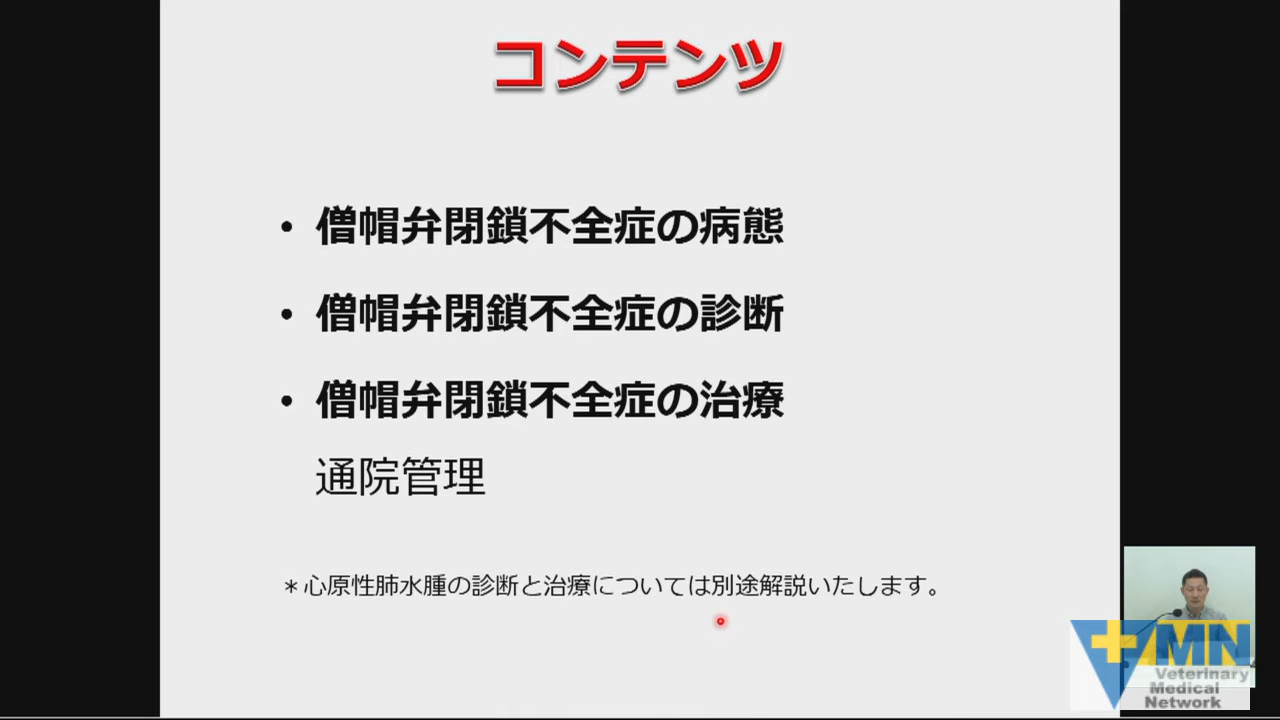 コンテンツ
・僧帽弁閉鎖不全症の病態
・僧帽弁閉鎖不全症の診断
・僧帽弁閉鎖不全症の治療
通院管理
＊心原性肺水腫の診断と治療については別途解説いたします。
VMN
Veterinary
Medical
Network